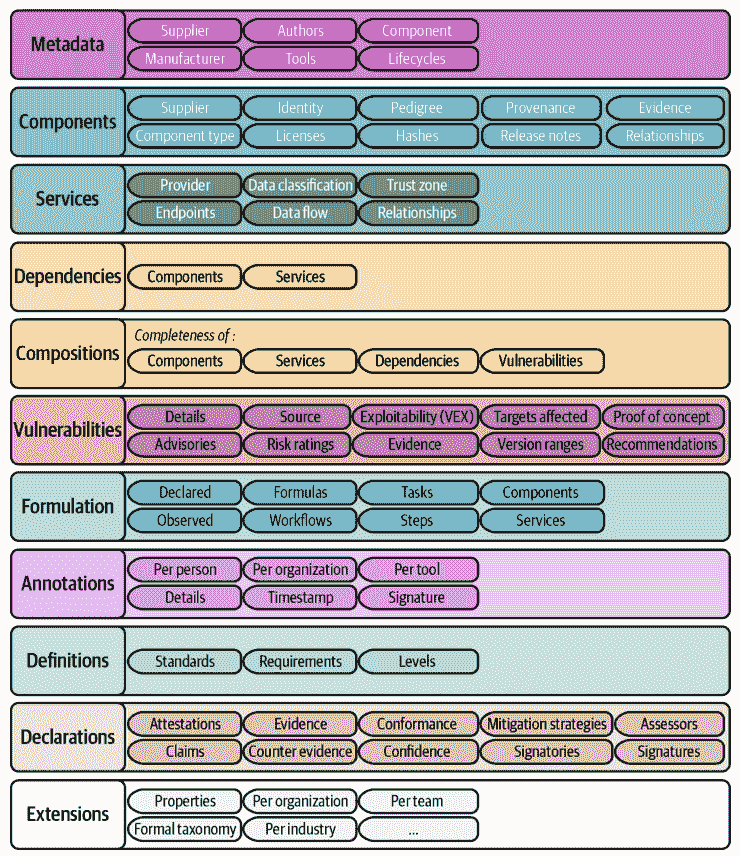 Metadata
Supplier Authors Component
Manufacturer Tools Lifecycles
Components
Supplier Identity Pedigree Provenance Evidence
Component type Licenses Hashes Release notes Relationships
Services
Provider Data classification Trust zone
Endpoints Data flow Relationships
Dependencies
Components Services
Compositions
Completeness of :
Components Services Dependencies Vulnerabilities
Vulnerabilities
Details Source Exploitability (VEX) Targets affected Proof of concept
Advisories Risk ratings Evidence Version ranges Recommendations
Formulation
Declared Formulas Tasks Components
Observed Workflows Steps Services
Annotations
Per person Per organization Per tool
Details Timestamp Signature
Definitions
Standards Requirements Levels
Declarations
Attestations Evidence Conformance Mitigation strategies Assessors
Claims Counter evidence Confidence Signatories Signatures
Extensions
Properties Per organization Per team
Formal taxonomy Per industry ...